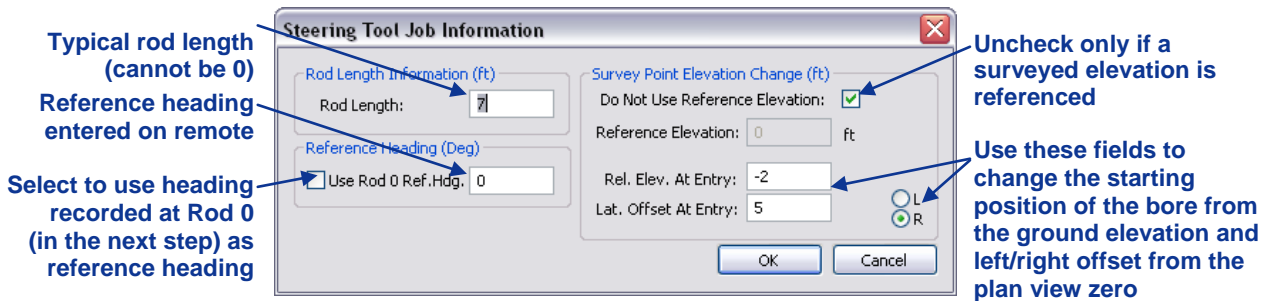 Typical rod length
(cannot be 0)
Reference heading
entered on remote
Select to use heading
recorded at Rod 0
(in the next step) as
reference heading
Steering Tool Job Information
Rod Length Information (ft)
Rod Length: 7
Reference Heading (Deg)
Use Rod 0 Ref.Hdg. 0
Survey Point Elevation Change (ft)
Do Not Use Reference Elevation:
Reference Elevation: 0 ft
Rel. Elev. At Entry: -2
Lat. Offset At Entry: 5
L
R
OK Cancel
Uncheck only if a
surveyed elevation is
referenced
Use these fields to
change the starting
position of the bore from
the ground elevation and
left/right offset from the
plan view zero